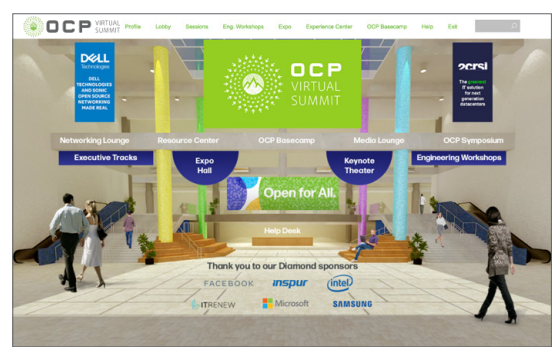 OCP VIRTUAL SUMMIT
Profile Lobby Sessions Eng. Workshops Expo Experience Center OCP Basecamp Help Exit
DELL
Technologies
DELL
TECHNOLOGIES
AND SONIC
OPEN SOURCE
NETWORKING
MADE REAL
OCP
VIRTUAL
SUMMIT
2crsi
The greenest
IT solution
for next
generation
datacenters
Networking Lounge Resource Center OCP Basecamp Media Lounge OCP Symposium
Executive Tracks
Expo
Hall
Keynote
Theater
Engineering Workshops
Open for All.
Help Desk
Thank you to our Diamond sponsors
FACEBOOK inspur intel
ITRENEW Microsoft SAMSUNG